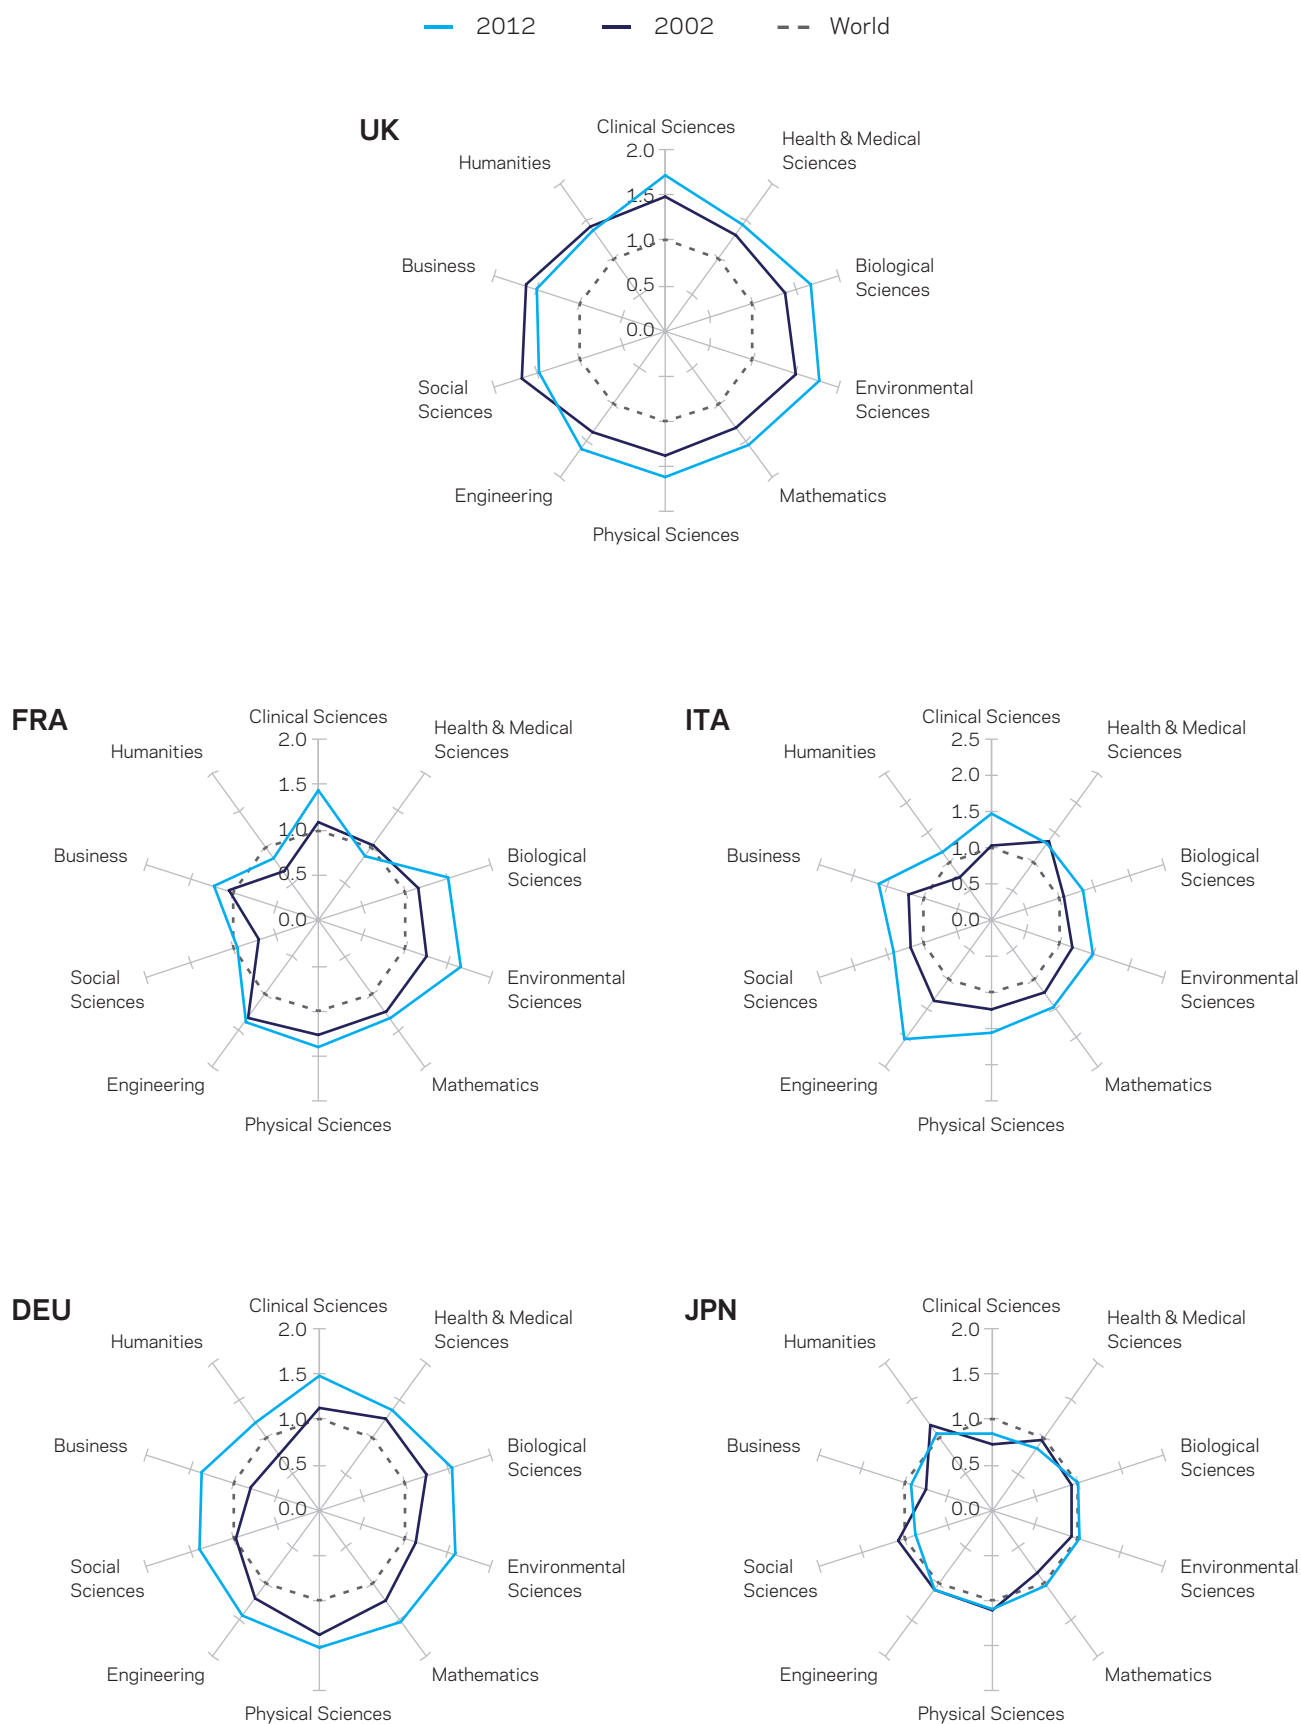 2012 2002 World
UK
Clinical Sciences
Health & Medical
Sciences
Humanities
2.0
1.5
1.0
0.5
0.0
Business
Biological
Sciences
Social
Sciences
Environmental
Sciences
Engineering
Mathematics
Physical Sciences
FRA
Clinical Sciences
Health & Medical
Sciences
Humanities
2.0
1.5
1.0
0.5
0.0
Business
Biological
Sciences
Social
Sciences
Environmental
Sciences
Engineering
Mathematics
Physical Sciences
ITA
Clinical Sciences
Health & Medical
Sciences
Humanities
2.5
2.0
1.5
1.0
0.5
0.0
Business
Biological
Sciences
Social
Sciences
Environmental
Sciences
Engineering
Mathematics
Physical Sciences
DEU
Clinical Sciences
Health & Medical
Sciences
Humanities
2.0
1.5
1.0
0.5
0.0
Business
Biological
Sciences
Social
Sciences
Environmental
Sciences
Engineering
Mathematics
Physical Sciences
JPN
Clinical Sciences
Health & Medical
Sciences
Humanities
2.0
1.5
1.0
0.5
0.0
Business
Biological
Sciences
Social
Sciences
Environmental
Sciences
Engineering
Mathematics
Physical Sciences